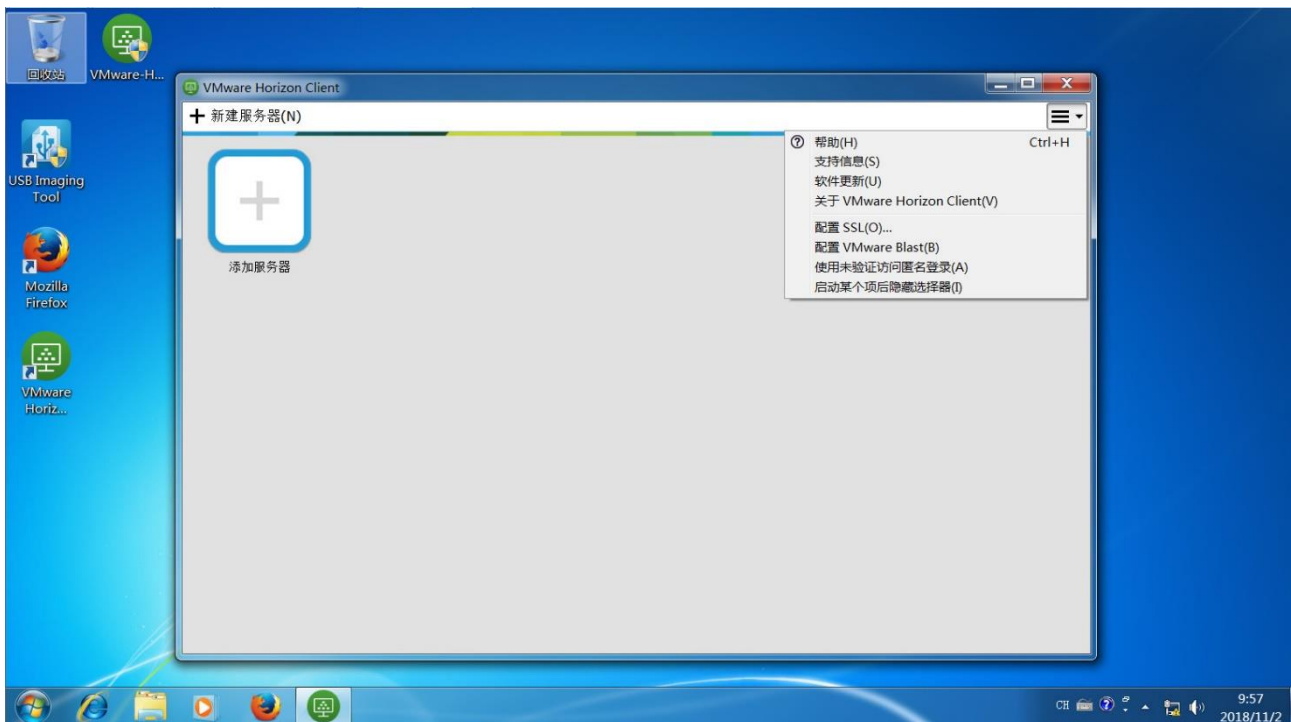 回收站
VMware-H...
USB Imaging
Tool
Mozilla
Firefox
VMware
Horiz...
VMware Horizon Client
新建服务器(N)
添加服务器
帮助(H) Ctrl+H
支持信息(S)
软件更新(U)
关于 VMware Horizon Client(V)
配置 SSL(O)...
配置 VMware Blast(B)
使用未验证访问匿名登录(A)
启动某个项后隐藏选择器(I)
CH
9:57
2018/11/2